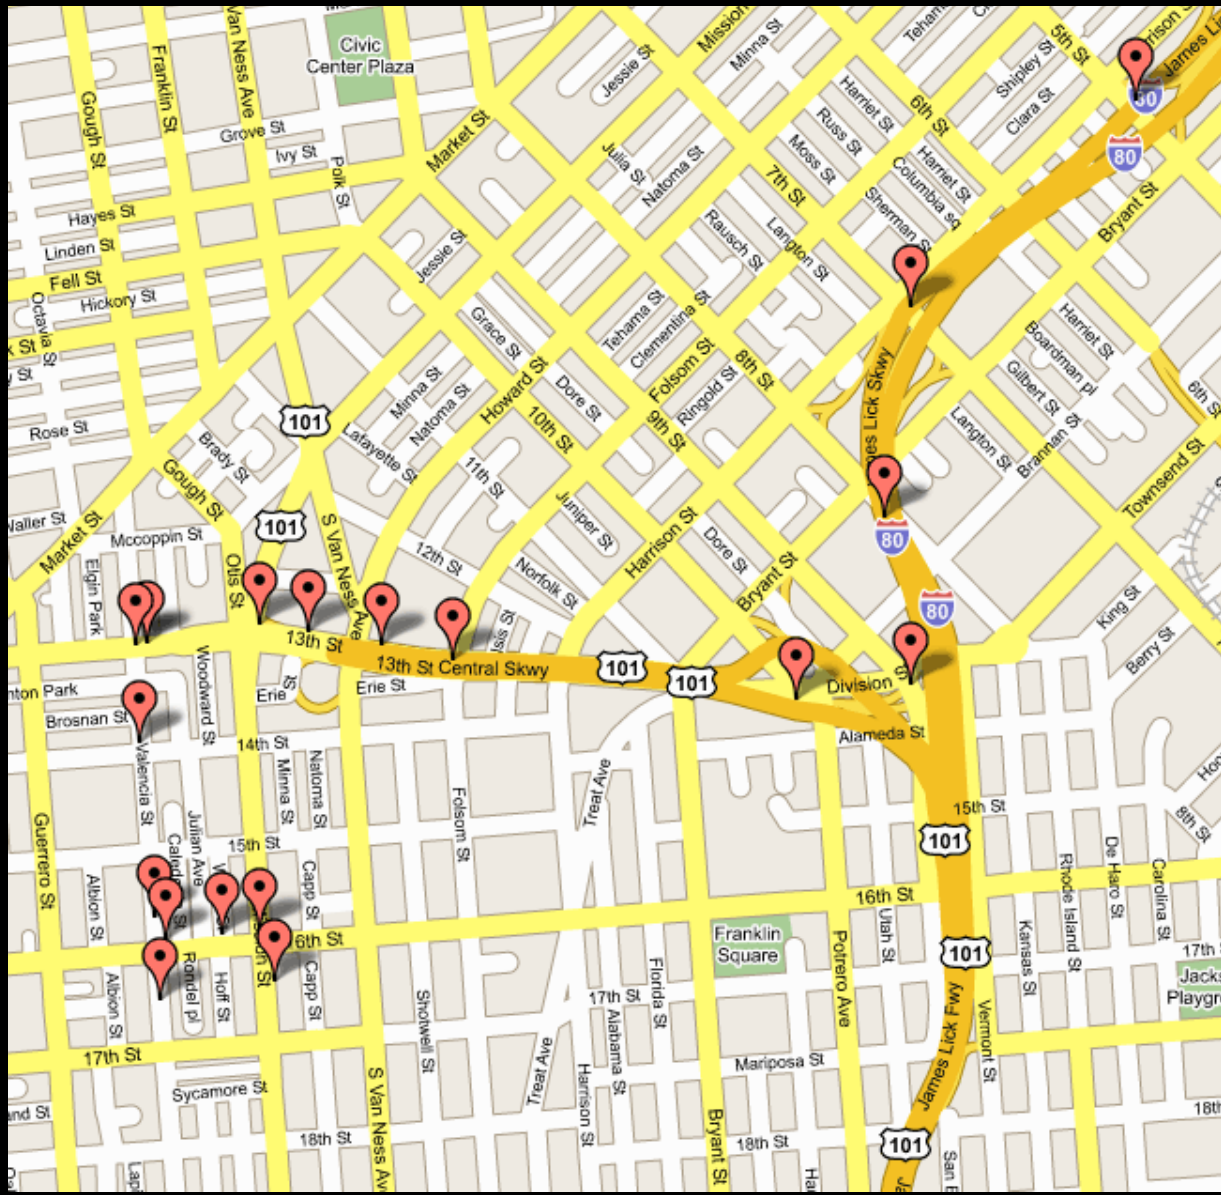 Civic
Center Plaza
Van Ness Ave
Franklin St
Gough St
Mission
Minna St
Jessie St
Shipley St
5th St
James Li
Clara St
Harriet St
6th St
Russ St
Moss St
Harriet St
Columbia sq
Sherman St
80
80
Grove St
Ivy St
Polk St
Market St
Julia St
Natoma St
7th St
Langton St
Rausch St
Bryant St
Hayes St
Linden St
Fell St
Hickory St
Octavia St
Jessie St
Grace St
Tehama St
Clementina St
Folsom St
8th St
Ringold St
9th St
Harriet St
Boardman pl
Gilbert St
6th St
k St
y St
Rose St
101
Minna St
Natoma St
Howard St
Dore St
10th St
Lafayette St
Brady St
Gough St
11th St
Juniper St
Harrison St
Dore St
Bryant St
Langton St
Brannan St
Townsend St
80
80
Waller St
Market St
Mccoppin St
Elgin Park
Otis St
101
S Van Ness Ave
12th St
Norfolk St
King St
Berry St
13th St
13th St Central Skwy
101
101
Division
Alameda St
nton Park
Brosnan St
Woodward St
Erie St
Erie St
14th St
Valencia St
Minna St
Natoma St
Folsom St
Treat Ave
15th St
8th St
Guerrero St
Julian Ave
15th St
Capp St
Albion St
101
De Haro St
Rhode Island St
Carolina St
16th St
6th St
Franklin
Square
Utah St
Potrero Ave
101
Kansas St
17th
Jacks
Playgr
Albion St
Rondel pl
Hoff St
Capp St
Shotwell St
17th St
Florida St
Alabama St
James Lick Fwy
Vermont St
17th St
Sycamore St
Treat Ave
Harrison St
Mariposa St
and St
18th St
S Van Ness Ave
Bryant St
18th St
101
18th